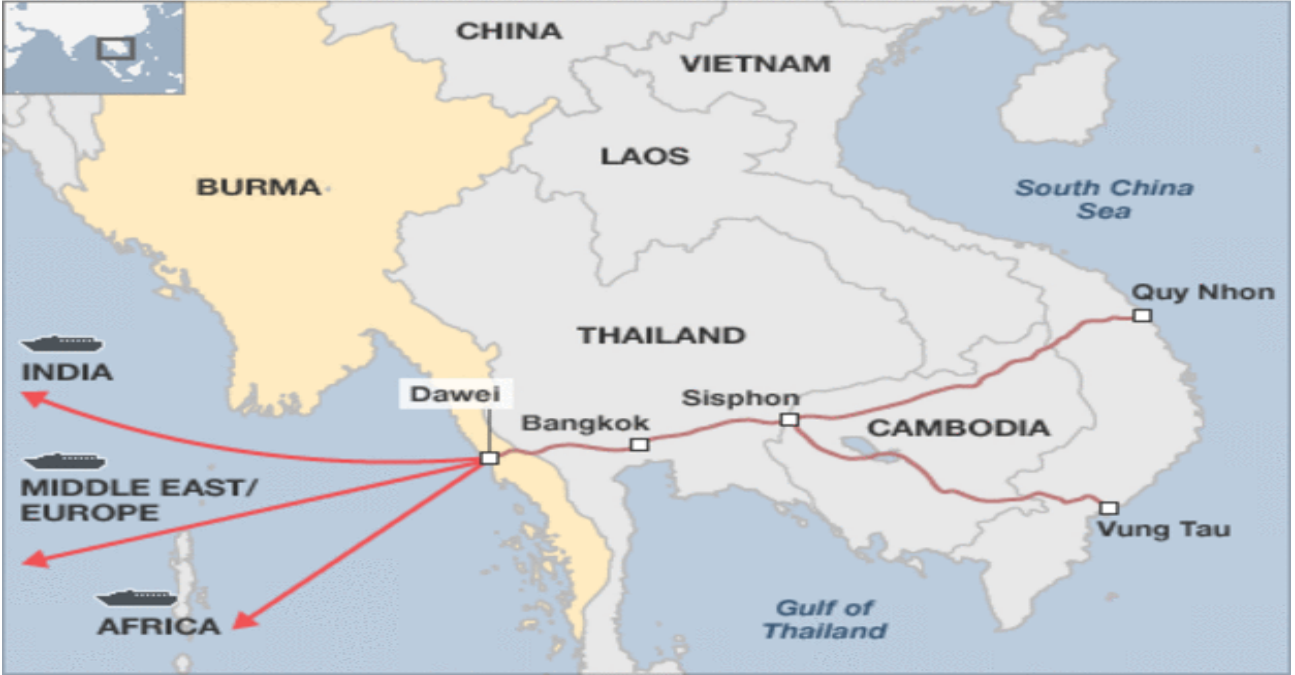 CHINA
VIETNAM
LAOS
BURMA
South China
Sea
Quy Nhon
THAILAND
INDIA
Dawei
Sisphon
Bangkok
CAMBODIA
MIDDLE EAST/
EUROPE
Vung Tau
AFRICA
Gulf of
Thailand